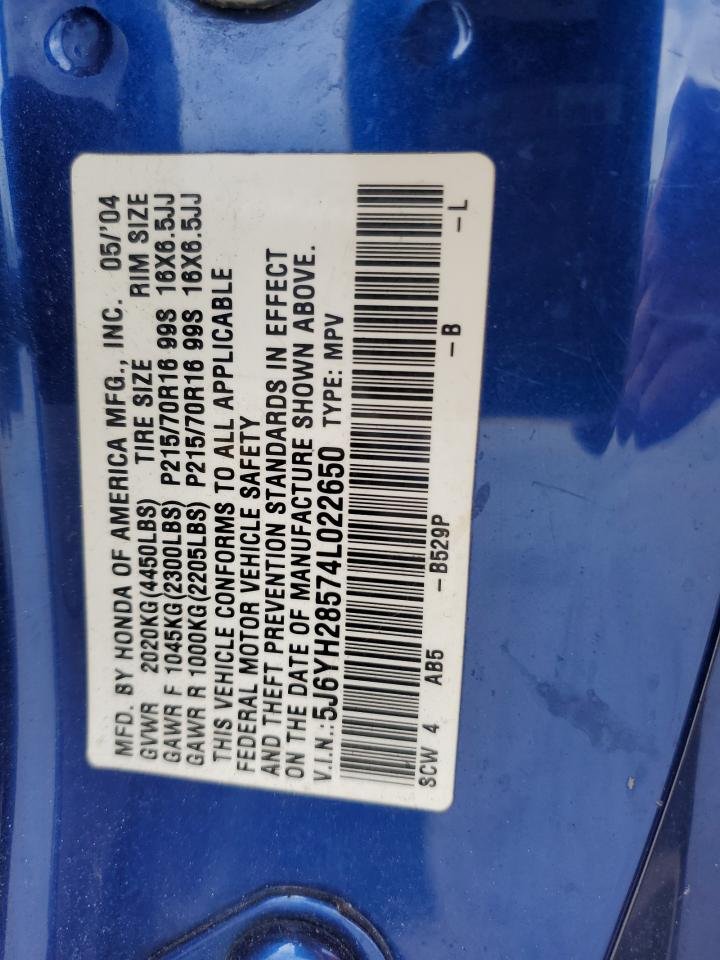 MFD. BY HONDA OF AMERICA MFG., INC. 05/'04
GVWR 2020KG(4450LBS) TIRE SIZE RIM SIZE
GAWR F 1045KG(2300LBS) P215/70R16 99S 16X6.5JJ
GAWR R 1000KG(2205LBS) P215/70R16 99S 16X6.5JJ
THIS VEHICLE CONFORMS TO ALL APPLICABLE
FEDERAL MOTOR VEHICLE SAFETY
AND THEFT PREVENTION STANDARDS IN EFFECT
ON THE DATE OF MANUFACTURE SHOWN ABOVE.
V.I.N.:5J6YH28574L022650 TYPE: MPV
SCW 4 AB5 -B529P -B -L